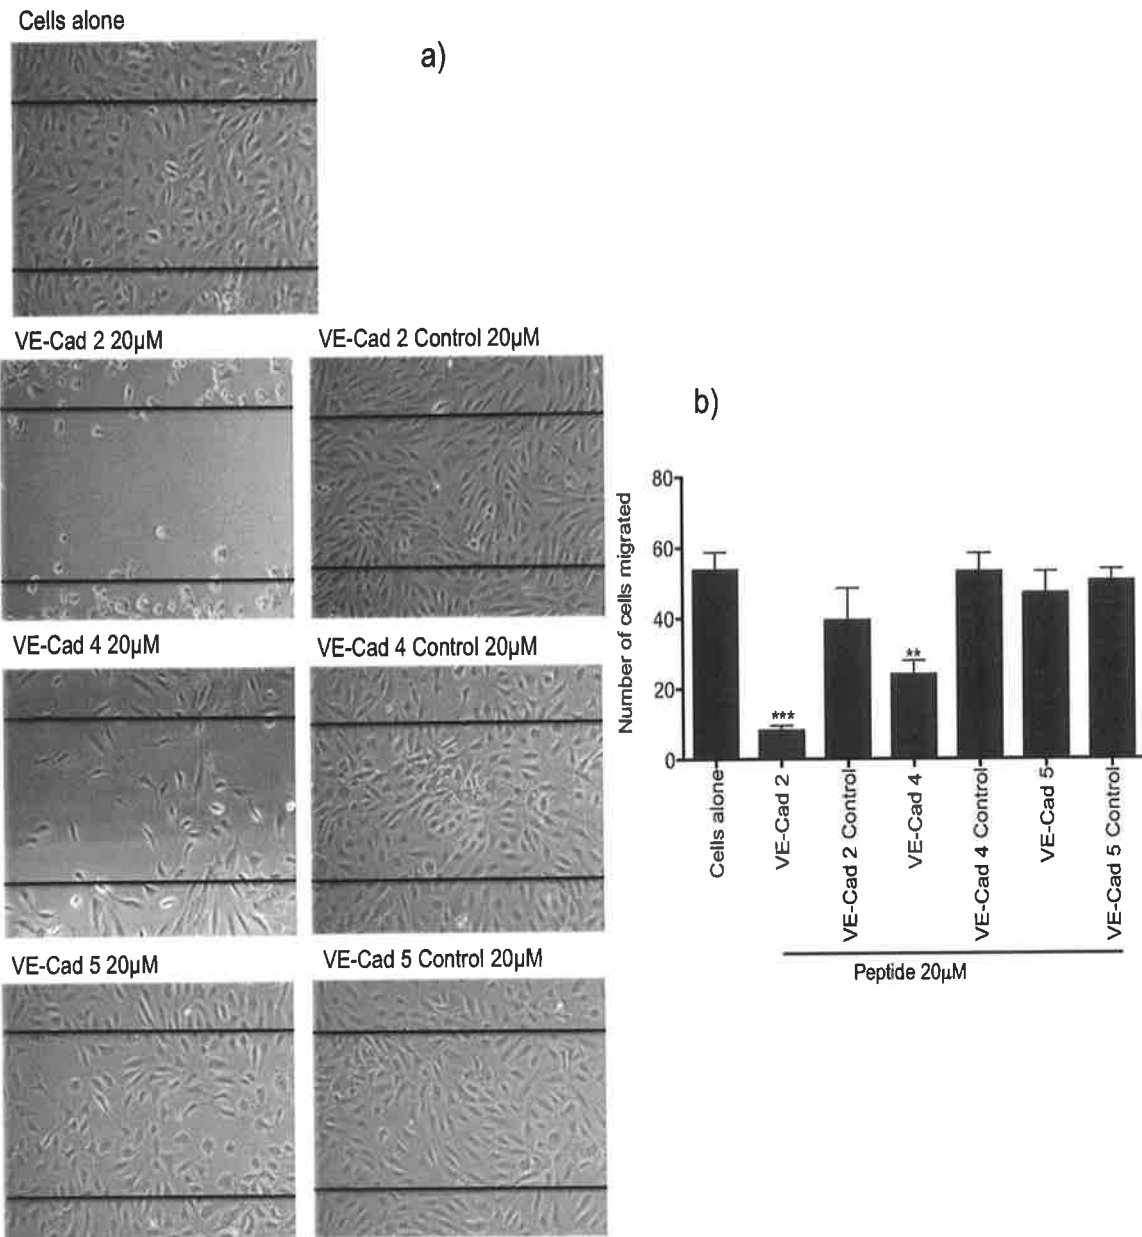 Cells alone
a)
VE-Cad 2 20µM
VE-Cad 2 Control 20µM
VE-Cad 4 20µM
VE-Cad 4 Control 20µM
VE-Cad 5 20µM
VE-Cad 5 Control 20µM
b)
Number of cells migrated
80
60
40
20
0
***
**
Cells alone
VE-Cad 2
VE-Cad 2 Control
VE-Cad 4
VE-Cad 4 Control
VE-Cad 5
VE-Cad 5 Control
Peptide 20µM